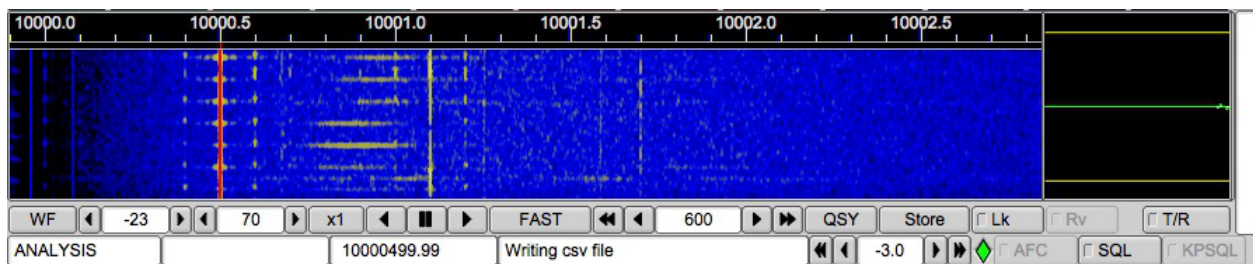 10000.0 10000.5 10001.0 10001.5 10002.0 10002.5
WF -23 70 x1 FAST 600 QSY Store Lk Rv T/R
ANALYSIS 10000499.99 Writing csv file -3.0 AFC SQL KPSQL